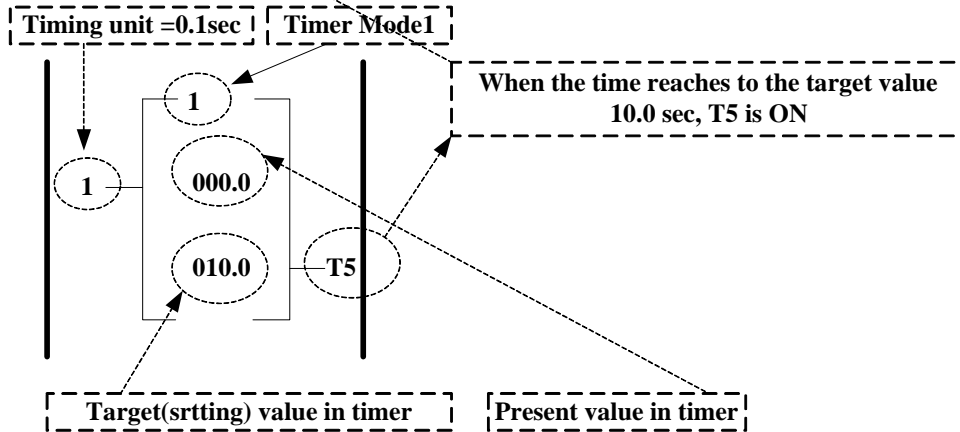 Timing unit =0.1sec
Timer Mode1
When the time reaches to the target value
10.0 sec, T5 is ON
1
1
000.0
010.0
T5
Target(srtting) value in timer
Present value in timer